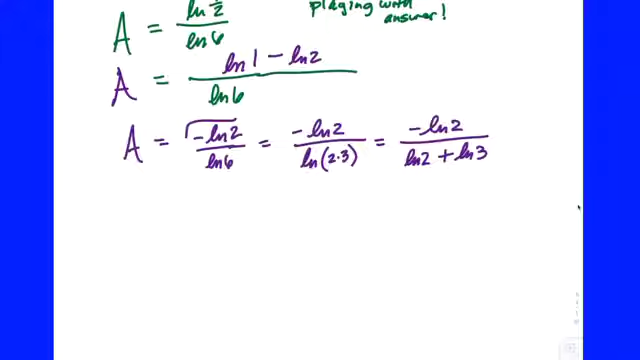 playing with
answer!
A = ln ½ / ln 6
A = ln 1 − ln 2 / ln 6
A = −ln 2 / ln 6 = −ln 2 / ln(2·3) = −ln 2 / ln 2 + ln 3